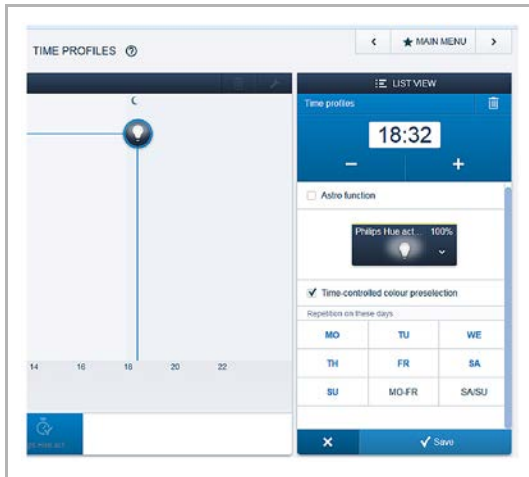 TIME PROFILES
MAIN MENU
LIST VIEW
Time profiles
18:32
Astro function
Philips Hue act... 100%
Time-controlled colour preselection
Repetition on these days
MO TU WE
TH FR SA
SU MO-FR SA/SU
14 16 18 20 22
Save